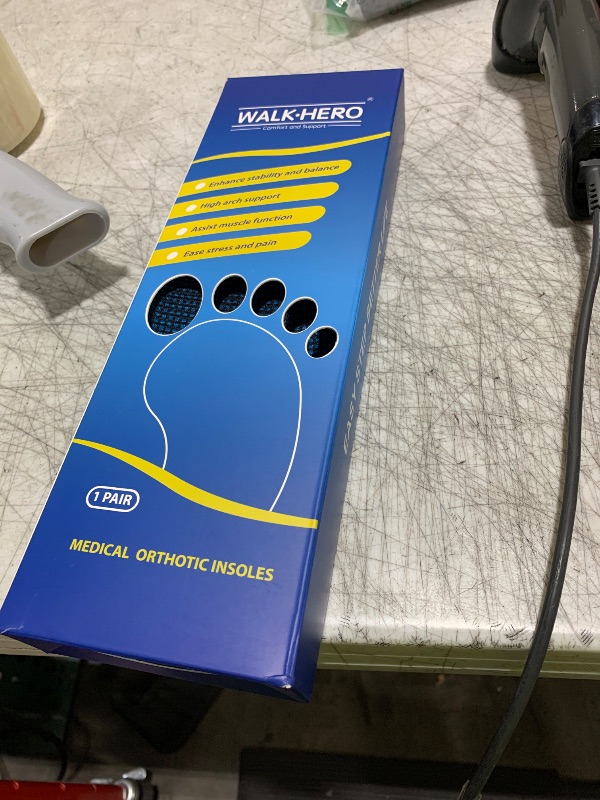 WALK·HERO®
Comfort and Support
Enhance stability and balance
High arch support
Assist muscle function
Ease stress and pain
1 PAIR
MEDICAL ORTHOTIC INSOLES